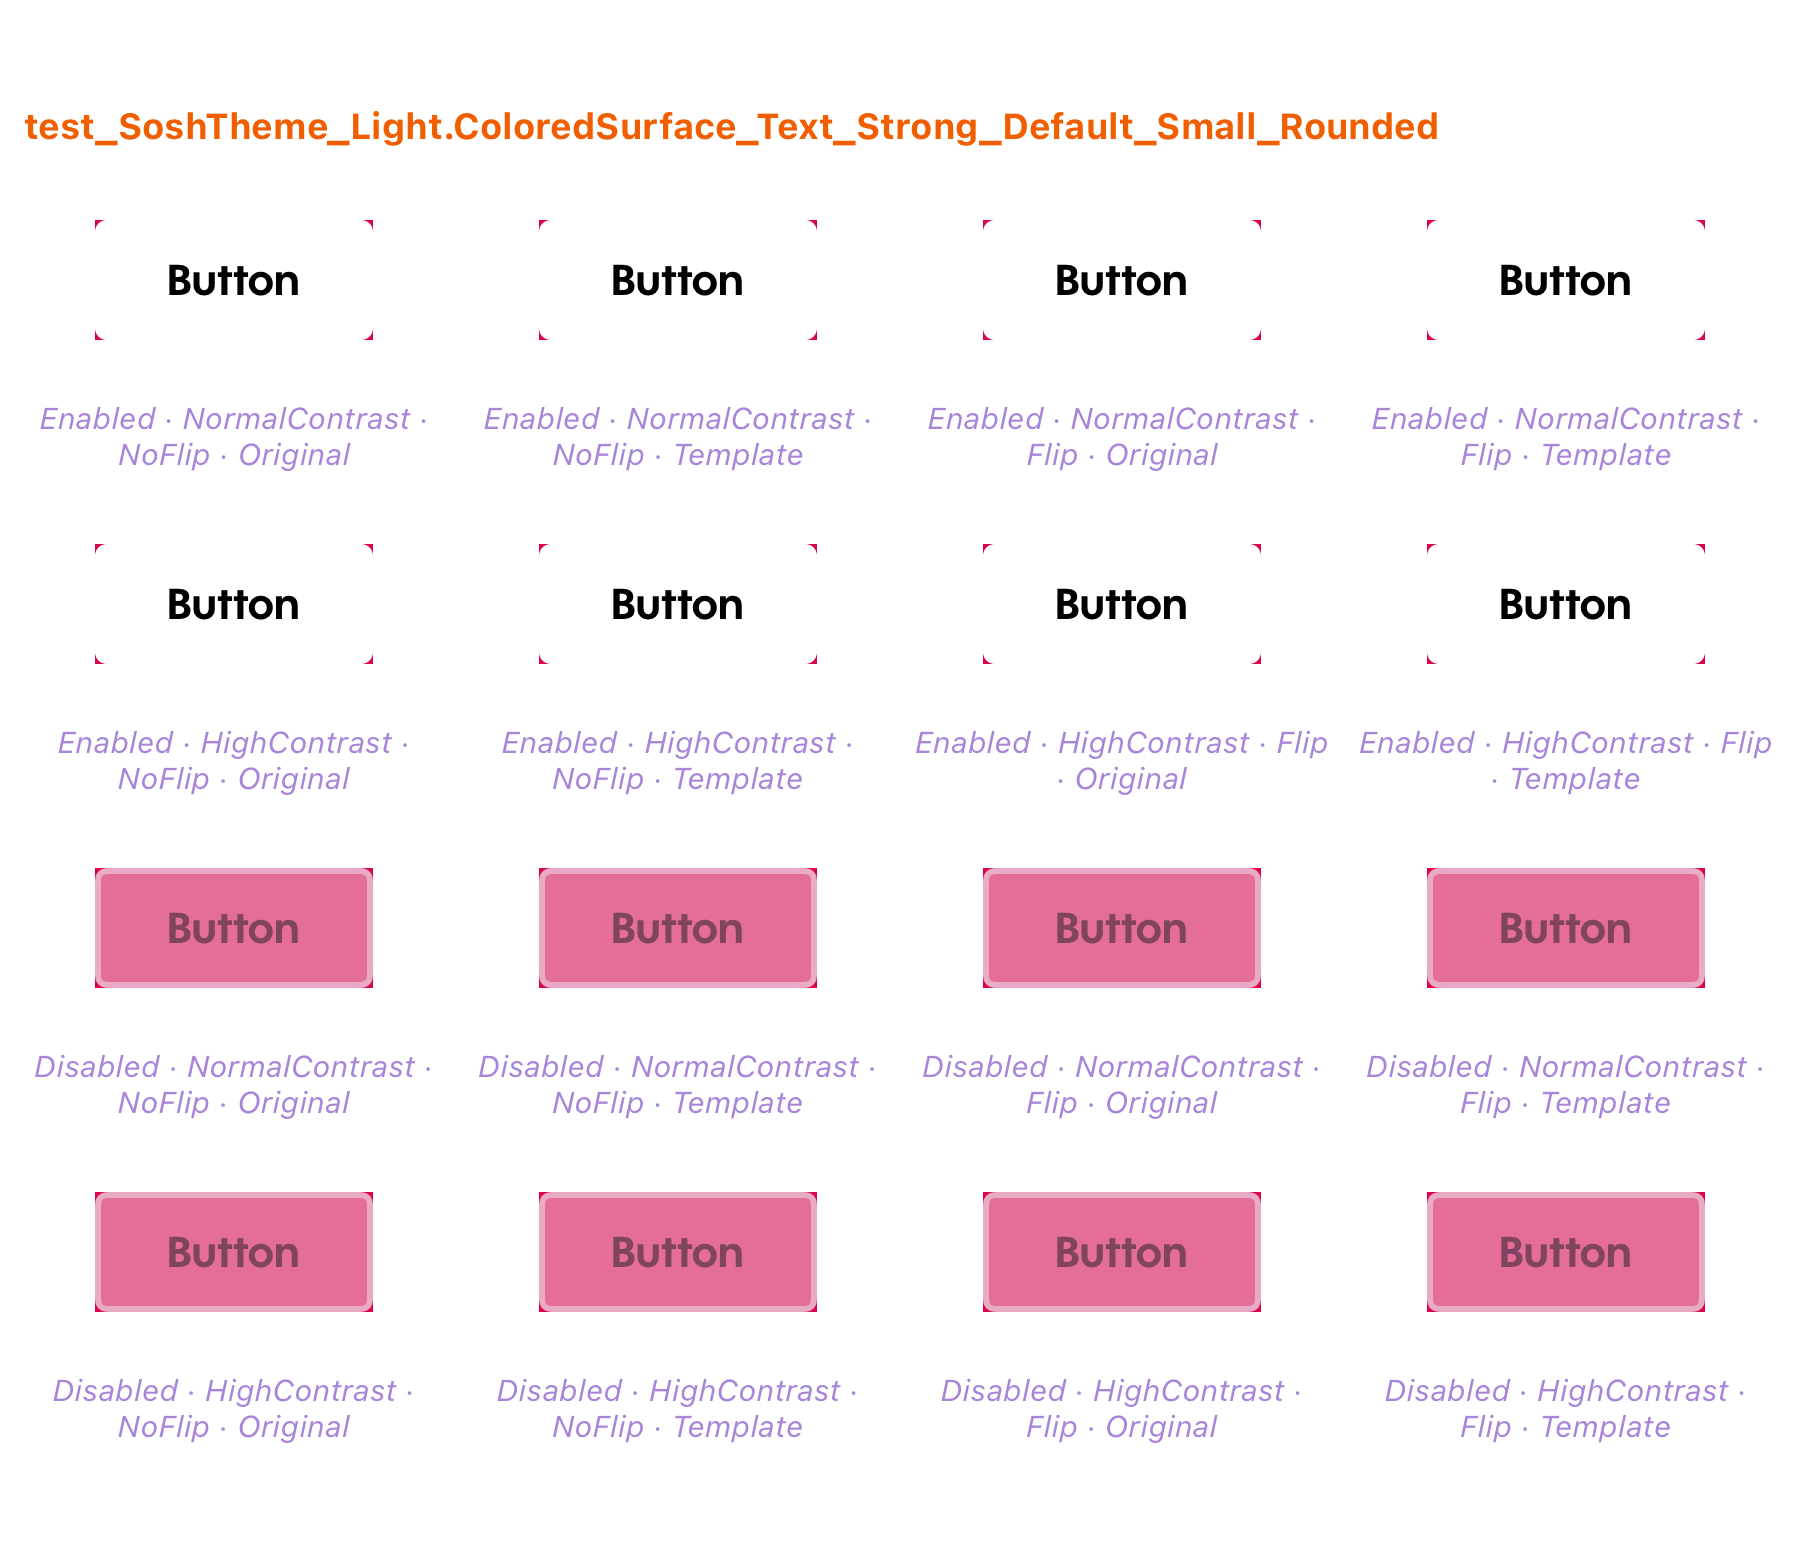 test_SoshTheme_Light.ColoredSurface_Text_Strong_Default_Small_Rounded
Button Button Button Button
Enabled · NormalContrast · Enabled · NormalContrast · Enabled · NormalContrast · Enabled · NormalContrast ·
NoFlip · Original NoFlip · Template Flip · Original Flip · Template
Button Button Button Button
Enabled · HighContrast · Enabled · HighContrast · Enabled · HighContrast · Flip Enabled · HighContrast · Flip
NoFlip · Original NoFlip · Template · Original · Template
Button Button Button Button
Disabled · NormalContrast · Disabled · NormalContrast · Disabled · NormalContrast · Disabled · NormalContrast ·
NoFlip · Original NoFlip · Template Flip · Original Flip · Template
Button Button Button Button
Disabled · HighContrast · Disabled · HighContrast · Disabled · HighContrast · Disabled · HighContrast ·
NoFlip · Original NoFlip · Template Flip · Original Flip · Template